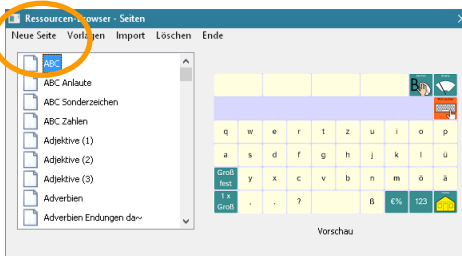 Ressourcen-Browser - Seiten
Neue Seite Vorlagen Import Löschen Ende
ABC
ABC Anlaute
ABC Sonderzeichen
ABC Zahlen
Adjektive (1)
Adjektive (2)
Adjektive (3)
Adverbien
Adverbien Endungen da~
q w e r t z u i o p
a s d f g h j k l ü
Groß fest y x c v b n m ö ä
1 x Groß , . ? ß €% 123
Vorschau